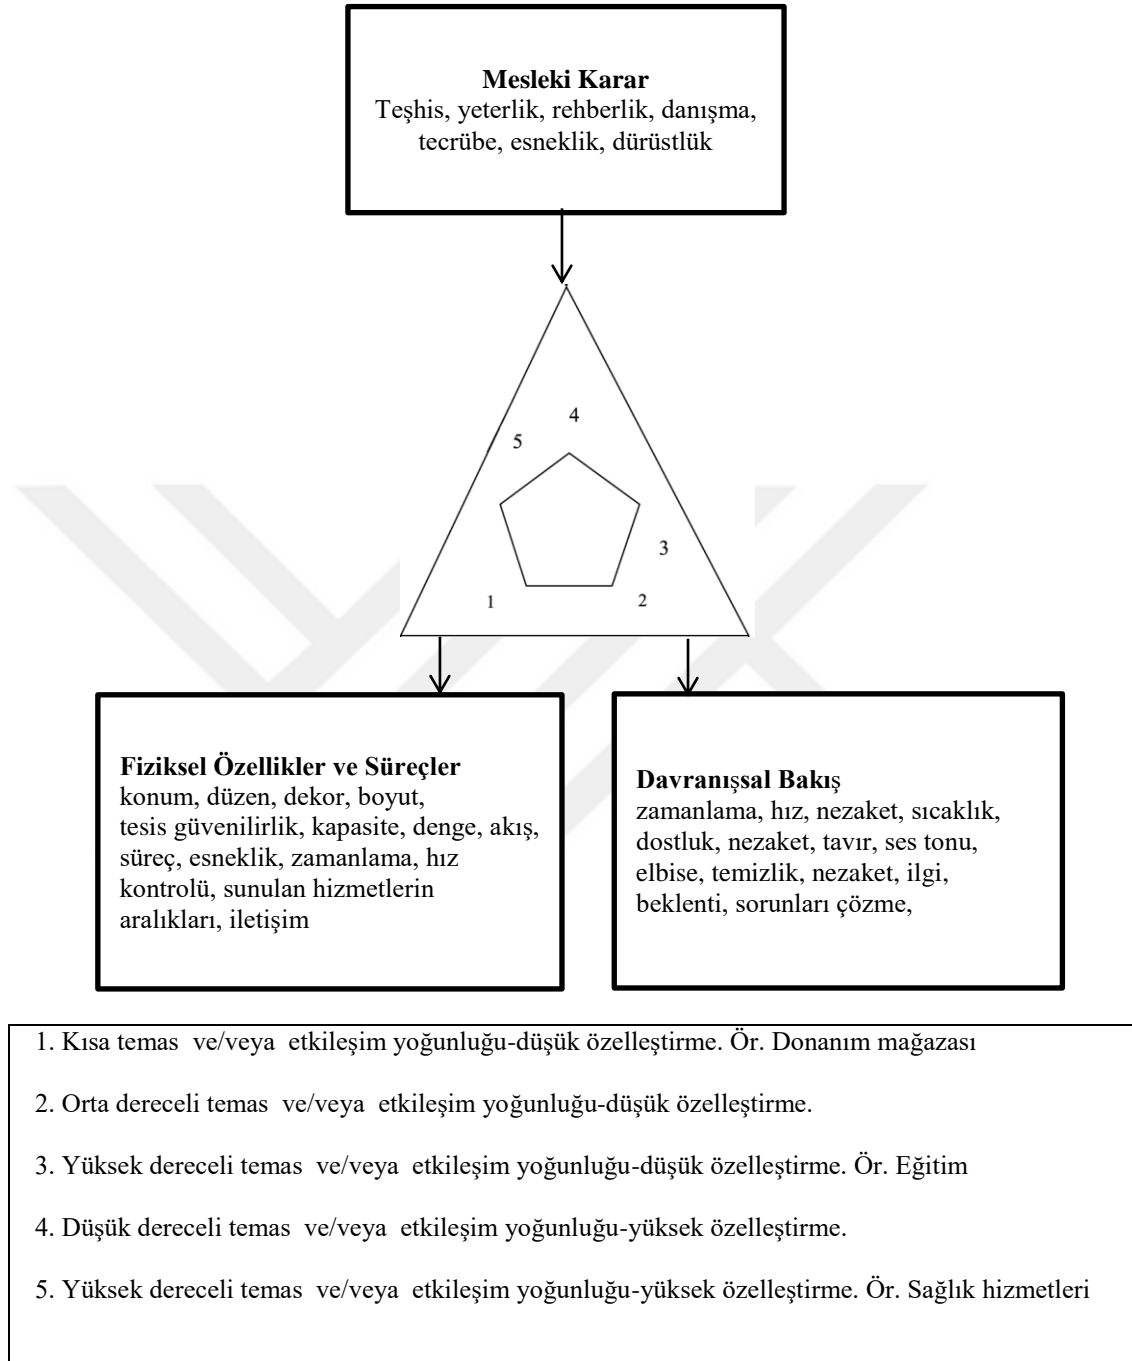 Mesleki Karar
Teşhis, yeterlik, rehberlik, danışma,
tecrübe, esneklik, dürüstlük
4
5
3
1
2
Fiziksel Özellikler ve Süreçler
konum, düzen, dekor, boyut,
tesis güvenilirlik, kapasite, denge, akış,
süreç, esneklik, zamanlama, hız
kontrolü, sunulan hizmetlerin
aralıkları, iletişim
Davranışsal Bakış
zamanlama, hız, nezaket, sıcaklık,
dostluk, nezaket, tavır, ses tonu,
elbise, temizlik, nezaket, ilgi,
beklenti, sorunları çözme,
1. Kısa temas  ve/veya  etkileşim yoğunluğu-düşük özelleştirme. Ör. Donanım mağazası
2. Orta dereceli temas  ve/veya  etkileşim yoğunluğu-düşük özelleştirme.
3. Yüksek dereceli temas  ve/veya  etkileşim yoğunluğu-düşük özelleştirme. Ör. Eğitim
4. Düşük dereceli temas  ve/veya  etkileşim yoğunluğu-yüksek özelleştirme.
5. Yüksek dereceli temas  ve/veya  etkileşim yoğunluğu-yüksek özelleştirme. Ör. Sağlık hizmetleri